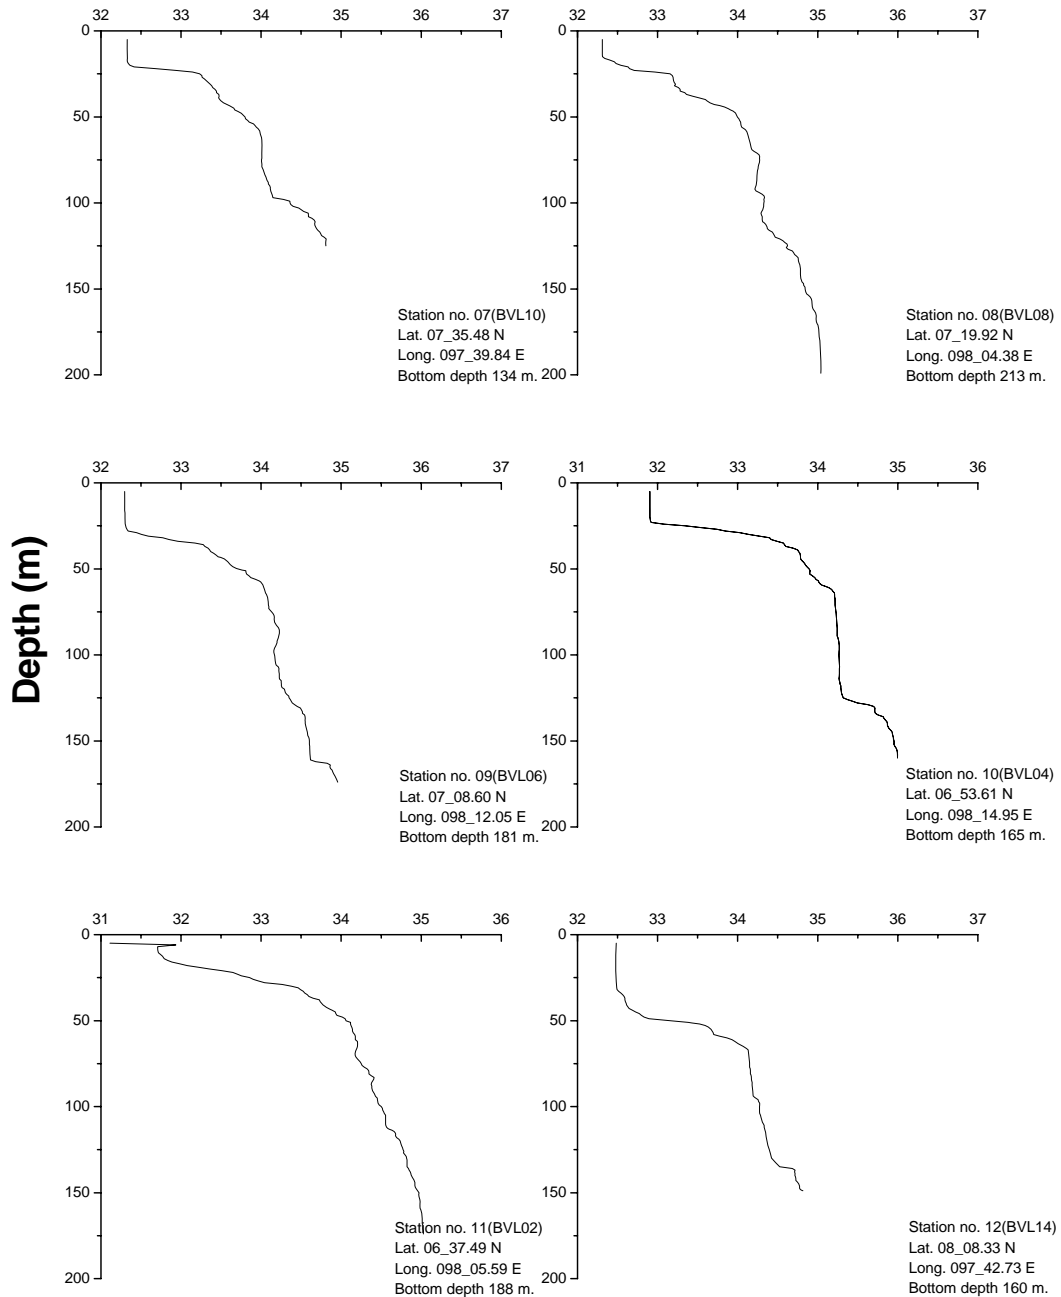 32 33 34 35 36 37
0
50
100
150
200
Station no. 07(BVL10)
Lat. 07_35.48 N
Long. 097_39.84 E
Bottom depth 134 m.
32 33 34 35 36 37
0
50
100
150
200
Station no. 08(BVL08)
Lat. 07_19.92 N
Long. 098_04.38 E
Bottom depth 213 m.
Depth (m)
32 33 34 35 36 37
0
50
100
150
200
Station no. 09(BVL06)
Lat. 07_08.60 N
Long. 098_12.05 E
Bottom depth 181 m.
31 32 33 34 35 36
0
50
100
150
200
Station no. 10(BVL04)
Lat. 06_53.61 N
Long. 098_14.95 E
Bottom depth 165 m.
31 32 33 34 35 36
0
50
100
150
200
Station no. 11(BVL02)
Lat. 06_37.49 N
Long. 098_05.59 E
Bottom depth 188 m.
32 33 34 35 36 37
0
50
100
150
200
Station no. 12(BVL14)
Lat. 08_08.33 N
Long. 097_42.73 E
Bottom depth 160 m.